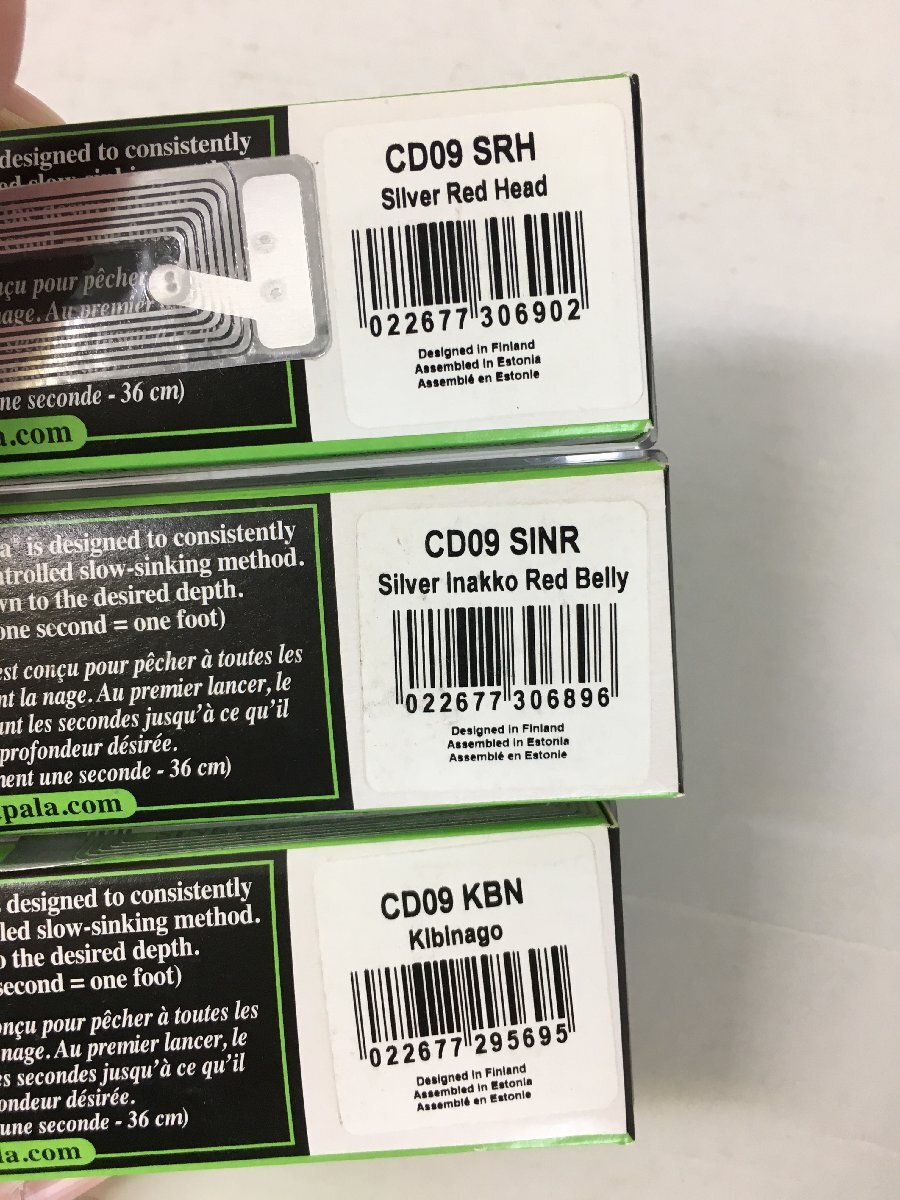 designed to consistently
çu pour pêcher
age. Au premier
ne seconde - 36 cm)
a.com
CD09 SRH
Silver Red Head
022677 306902
Designed in Finland
Assembled in Estonia
Assemblé en Estonie
a® is designed to consistently
ntrolled slow-sinking method.
wn to the desired depth.
one second = one foot)
est conçu pour pêcher à toutes les
nt la nage. Au premier lancer, le
ant les secondes jusqu'à ce qu'il
profondeur désirée.
ment une seconde - 36 cm)
pala.com
CD09 SINR
Silver Inakko Red Belly
022677 306896
Designed in Finland
Assembled in Estonia
Assemblé en Estonie
designed to consistently
led slow-sinking method.
o the desired depth.
second = one foot)
onçu pour pêcher à toutes les
nage. Au premier lancer, le
es secondes jusqu'à ce qu'il
ondeur désirée.
une seconde - 36 cm)
la.com
CD09 KBN
Kibinago
022677 295695
Designed in Finland
Assembled in Estonia
Assemblé en Estonie